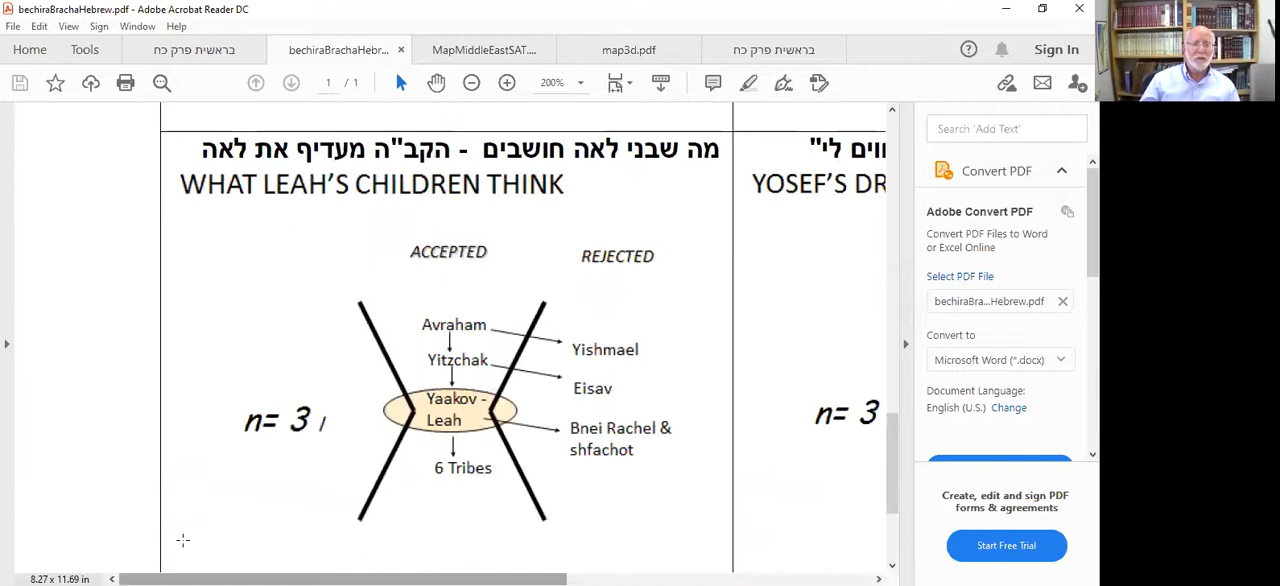 bechiraBrachaHebrew.pdf - Adobe Acrobat Reader DC
File Edit View Sign Window Help
Home Tools בראשית פרק כח bechiraBrachaHebr... × MapMiddleEastSAT.... map3d.pdf בראשית פרק כח Sign In
1 / 1 200%
מה שבני לאה חושבים - הקב"ה מעדיף את לאה
WHAT LEAH'S CHILDREN THINK
ACCEPTED
REJECTED
Avraham
Yishmael
Yitzchak
Eisav
Yaakov -
Leah
Bnei Rachel &
shfachot
6 Tribes
n= 3
ווים לי"
YOSEF'S DR
n= 3
Search 'Add Text'
Convert PDF
Adobe Convert PDF
Convert PDF Files to Word
or Excel Online
Select PDF File
bechiraBra...Hebrew.pdf
Convert to
Microsoft Word (*.docx)
Document Language:
English (U.S.) Change
Create, edit and sign PDF
forms & agreements
Start Free Trial
8.27 x 11.69 in